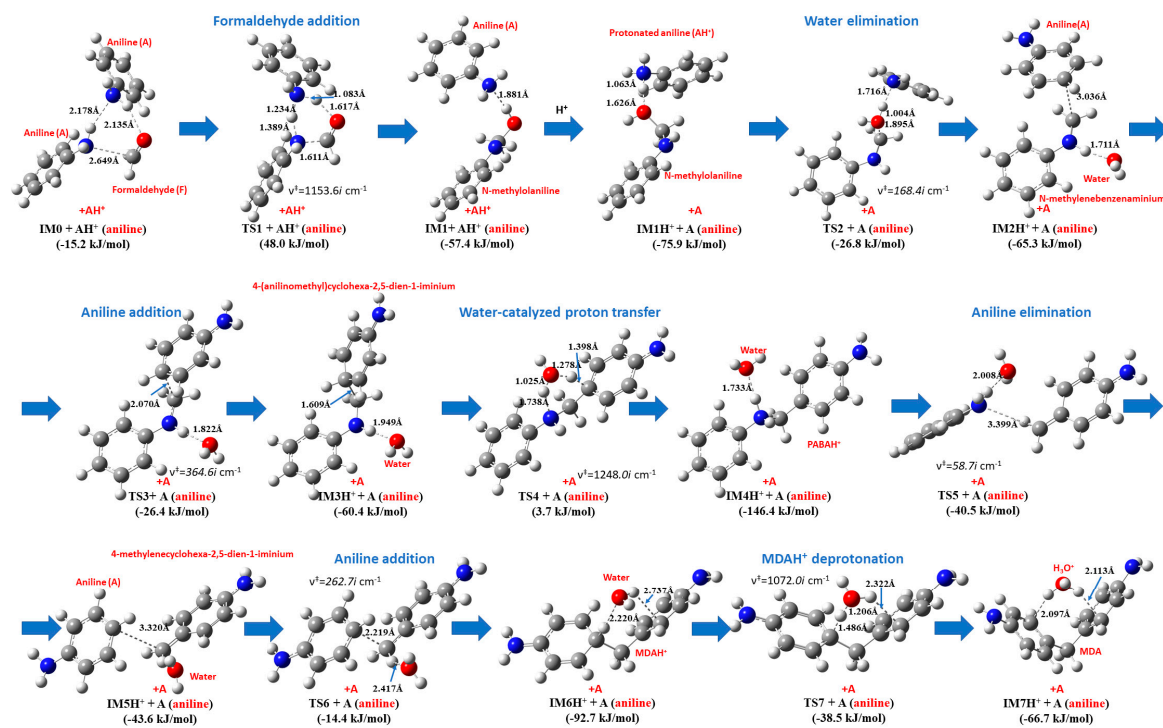 Formaldehyde addition
Water elimination
Aniline (A)
2.178Å
2.135Å
Aniline (A)
2.649Å
Formaldehyde (F)
+AH⁺
IM0 + AH⁺ (aniline)
(-15.2 kJ/mol)
Aniline (A)
1. 083Å
1.617Å
1.234Å
1.389Å
1.611Å
ν‡=1153.6i cm⁻¹
+AH⁺
TS1 + AH⁺ (aniline)
(48.0 kJ/mol)
Aniline (A)
1.881Å
N-methylolaniline
+AH⁺
IM1+ AH⁺ (aniline)
(-57.4 kJ/mol)
H⁺
Protonated aniline (AH⁺)
1.063Å
1.626Å
N-methylolaniline
+A
IM1H⁺ + A (aniline)
(-75.9 kJ/mol)
1.716Å
1.004Å
1.895Å
ν‡=168.4i cm⁻¹
+A
TS2 + A (aniline)
(-26.8 kJ/mol)
Aniline(A)
3.036Å
1.711Å
Water
N-methylenebenzenaminium
+A
IM2H⁺ + A (aniline)
(-65.3 kJ/mol)
Aniline addition
2.070Å
1.822Å
ν‡=364.6i cm⁻¹
+A
TS3+ A (aniline)
(-26.4 kJ/mol)
4-(anilinomethyl)cyclohexa-2,5-dien-1-iminium
1.609Å
1.949Å
Water
+A
IM3H⁺ + A (aniline)
(-60.4 kJ/mol)
Water-catalyzed proton transfer
1.398Å
1.278Å
1.025Å
1.738Å
ν‡=1248.0i cm⁻¹
+A
TS4 + A (aniline)
(3.7 kJ/mol)
Water
1.733Å
PABAH⁺
+A
IM4H⁺ + A (aniline)
(-146.4 kJ/mol)
Aniline elimination
2.008Å
3.399Å
ν‡=58.7i cm⁻¹
+A
TS5 + A (aniline)
(-40.5 kJ/mol)
4-methylenecyclohexa-2,5-dien-1-iminium
Aniline (A)
3.320Å
Water
+A
IM5H⁺ + A (aniline)
(-43.6 kJ/mol)
Aniline addition
ν‡=262.7i cm⁻¹
2.219Å
2.417Å
+A
TS6 + A (aniline)
(-14.4 kJ/mol)
Water
2.737Å
2.220Å
MDAH⁺
+A
IM6H⁺ + A (aniline)
(-92.7 kJ/mol)
MDAH⁺ deprotonation
ν‡=1072.0i cm⁻¹
2.322Å
1.206Å
1.486Å
+A
TS7 + A (aniline)
(-38.5 kJ/mol)
H₃O⁺
2.113Å
2.097Å
MDA
+A
IM7H⁺ + A (aniline)
(-66.7 kJ/mol)